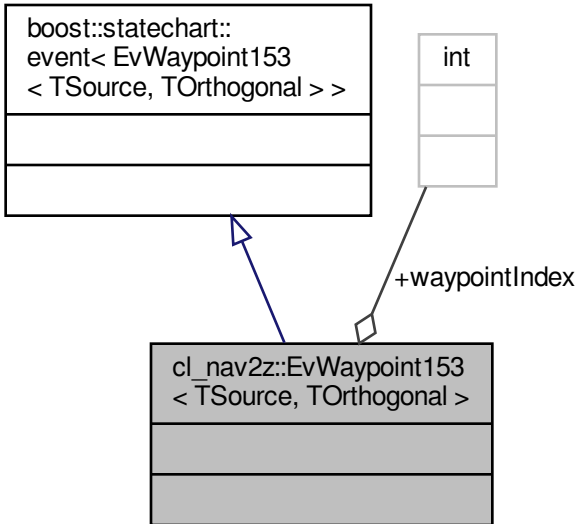 boost::statechart::
event< EvWaypoint153
< TSource, TOrthogonal > >
int
+waypointIndex
cl_nav2z::EvWaypoint153
< TSource, TOrthogonal >